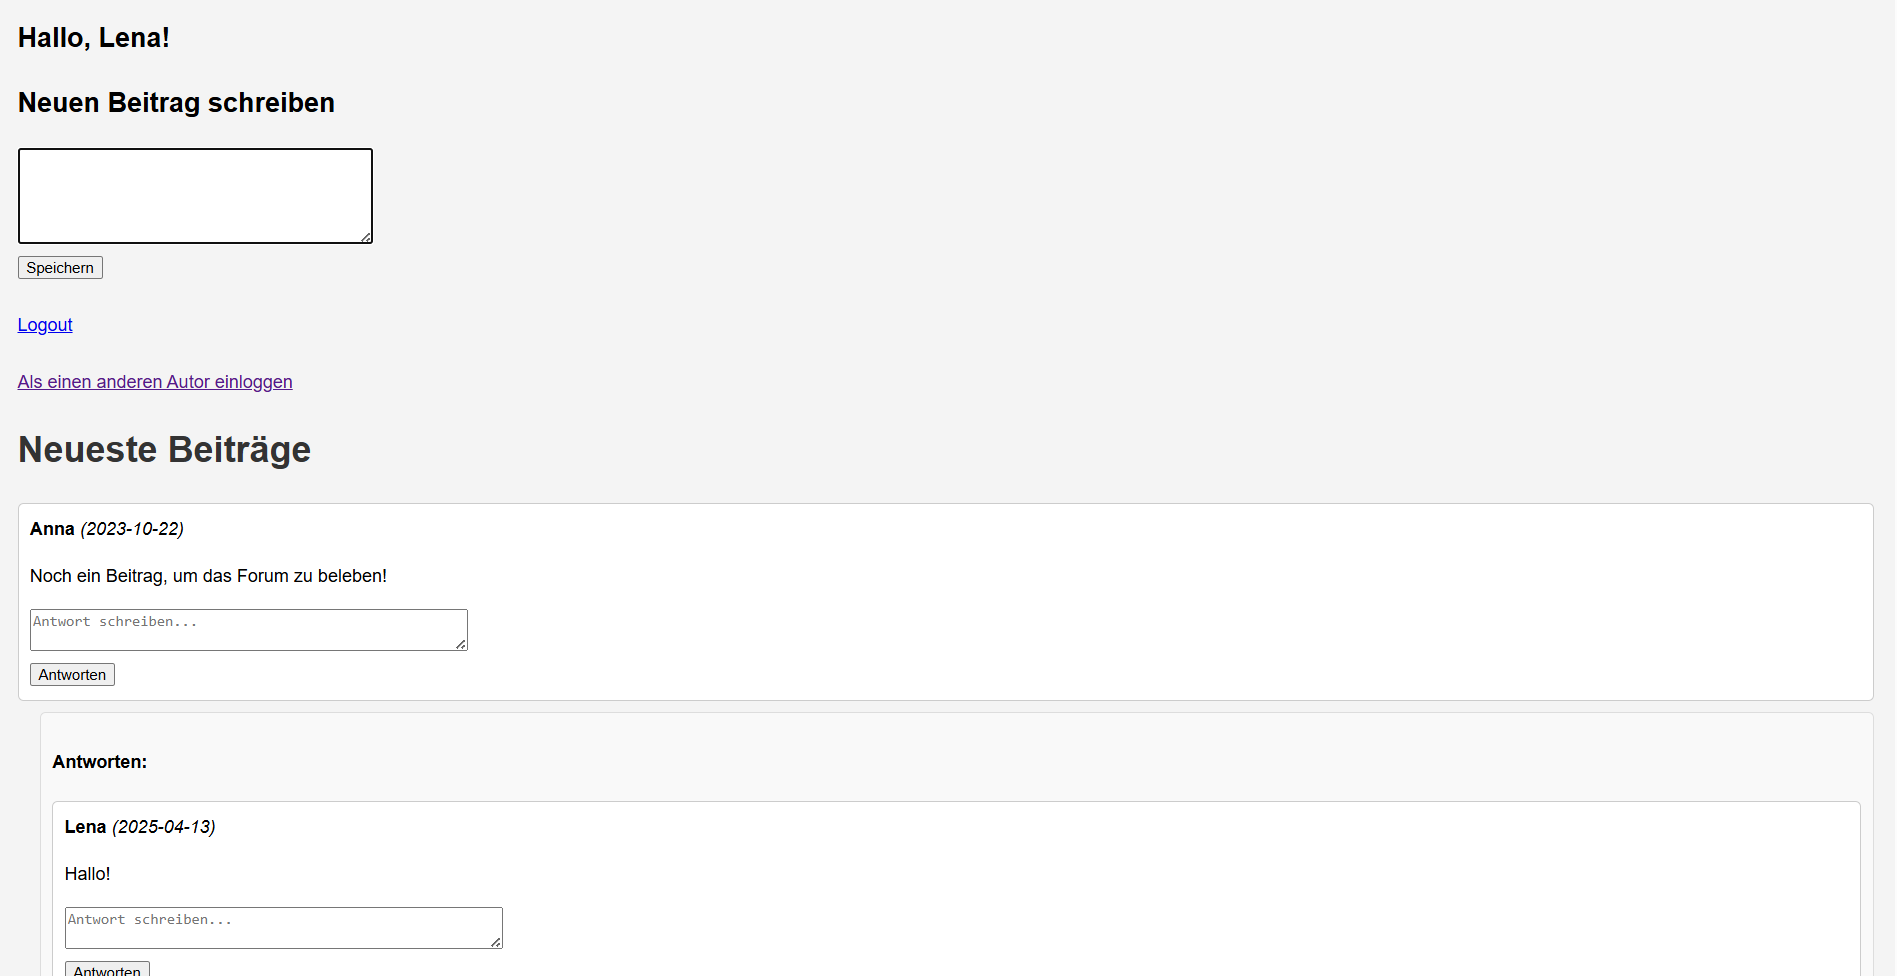 Hallo, Lena!
Neuen Beitrag schreiben
Speichern
Logout
Als einen anderen Autor einloggen
Neueste Beiträge
Anna (2023-10-22)
Noch ein Beitrag, um das Forum zu beleben!
Antwort schreiben...
Antworten
Antworten:
Lena (2025-04-13)
Hallo!
Antwort schreiben...
Antworten